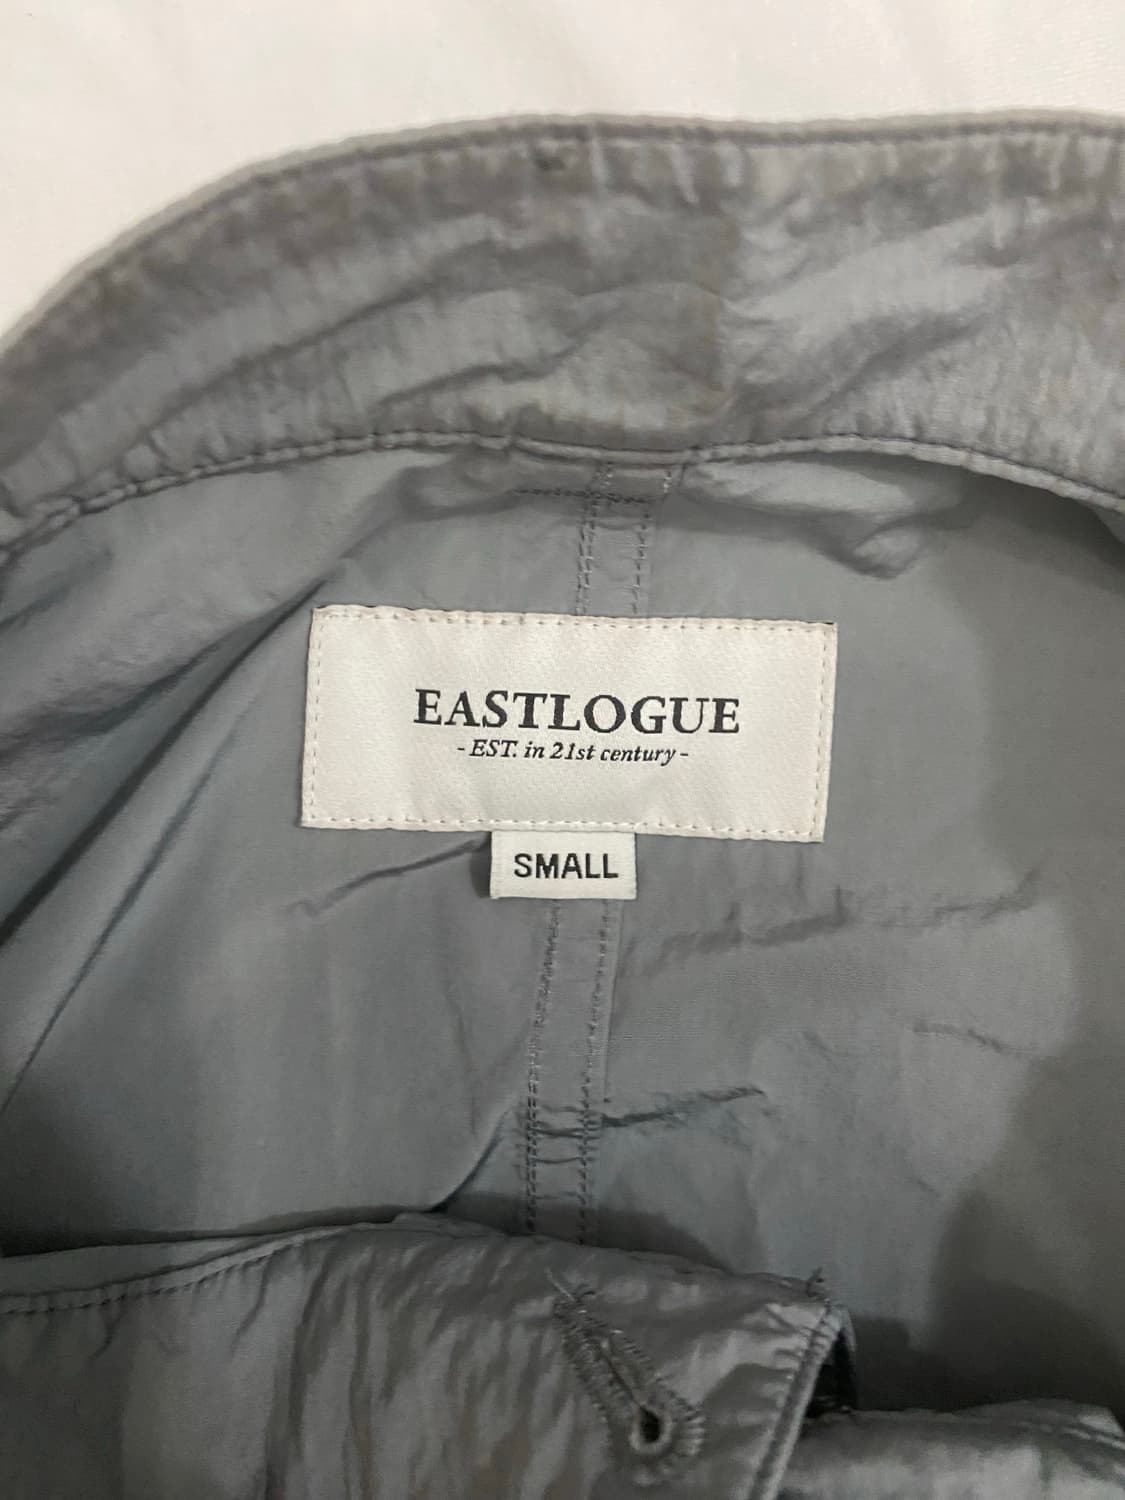 EASTLOGUE
- EST. in 21st century -
SMALL